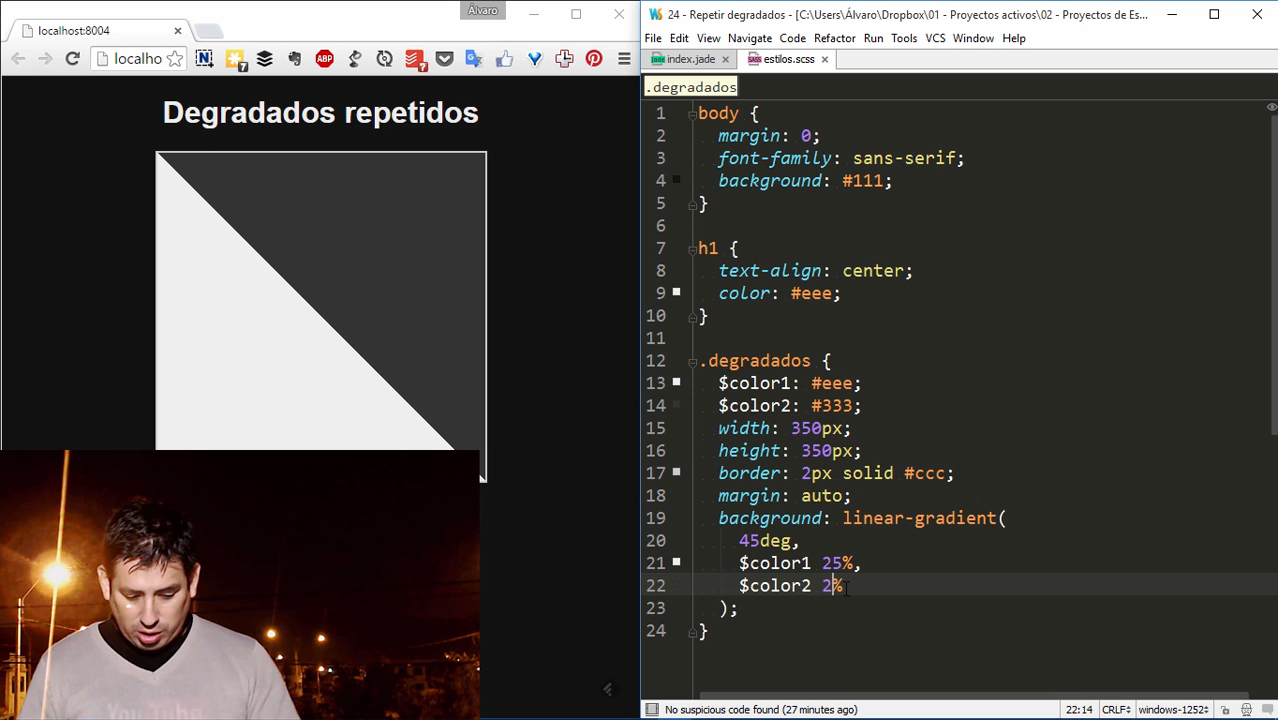 Álvaro
localhost:8004
localho
7
ABP
7
Degradados repetidos
24 - Repetir degradados - [C:\Users\Álvaro\Dropbox\01 - Proyectos activos\02 - Proyectos de Es...
File Edit View Navigate Code Refactor Run Tools VCS Window Help
index.jade
estilos.scss
.degradados
1 body {
2 margin: 0;
3 font-family: sans-serif;
4 background: #111;
5 }
6
7 h1 {
8 text-align: center;
9 color: #eee;
10 }
11
12 .degradados {
13 $color1: #eee;
14 $color2: #333;
15 width: 350px;
16 height: 350px;
17 border: 2px solid #ccc;
18 margin: auto;
19 background: linear-gradient(
20 45deg,
21 $color1 25%,
22 $color2 2%
23 );
24 }
No suspicious code found (27 minutes ago)
22:14 CRLF windows-1252